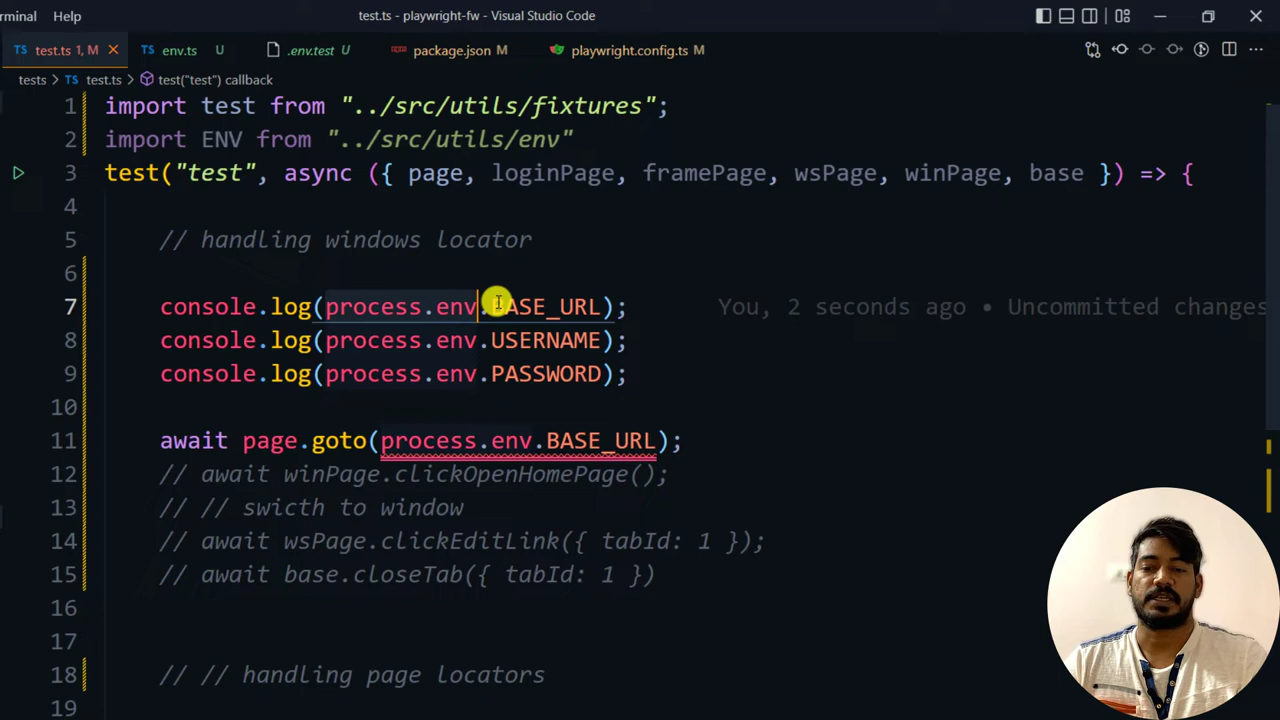 rminal Help test.ts - playwright-fw - Visual Studio Code
TS test.ts 1, M TS env.ts U .env.test U package.json M playwright.config.ts M
tests > TS test.ts > test("test") callback
1 import test from "../src/utils/fixtures";
2 import ENV from "../src/utils/env"
3 test("test", async ({ page, loginPage, framePage, wsPage, winPage, base }) => {
4
5 // handling windows locator
6
7 console.log(process.env.BASE_URL); You, 2 seconds ago • Uncommitted changes
8 console.log(process.env.USERNAME);
9 console.log(process.env.PASSWORD);
10
11 await page.goto(process.env.BASE_URL);
12 // await winPage.clickOpenHomePage();
13 // // swicth to window
14 // await wsPage.clickEditLink({ tabId: 1 });
15 // await base.closeTab({ tabId: 1 })
16
17
18 // // handling page locators
19